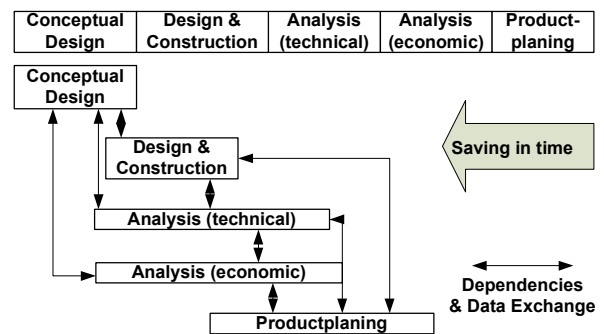 Conceptual Design & Analysis Analysis Product-
Design Construction (technical) (economic) planing
Conceptual
Design
Design &
Construction
Saving in time
Analysis (technical)
Analysis (economic)
Dependencies
& Data Exchange
Productplaning